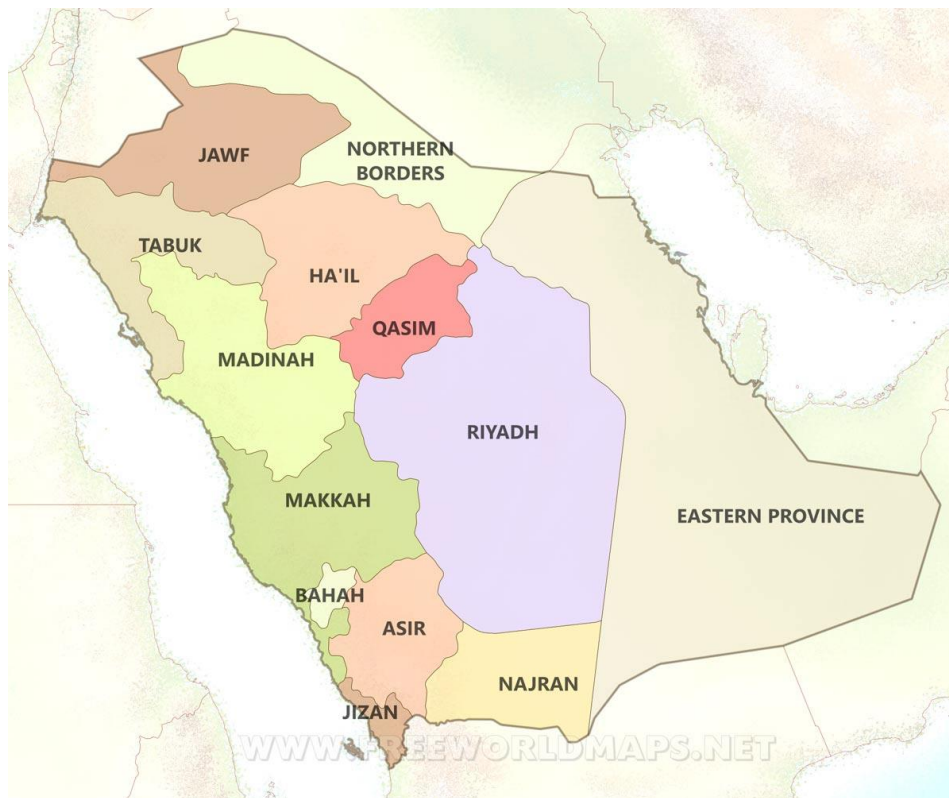 JAWF
NORTHERN
BORDERS
TABUK
HA'IL
QASIM
MADINAH
RIYADH
MAKKAH
EASTERN PROVINCE
BAHAH
ASIR
NAJRAN
JIZAN
WWW.FREEWORLDMAPS.NET